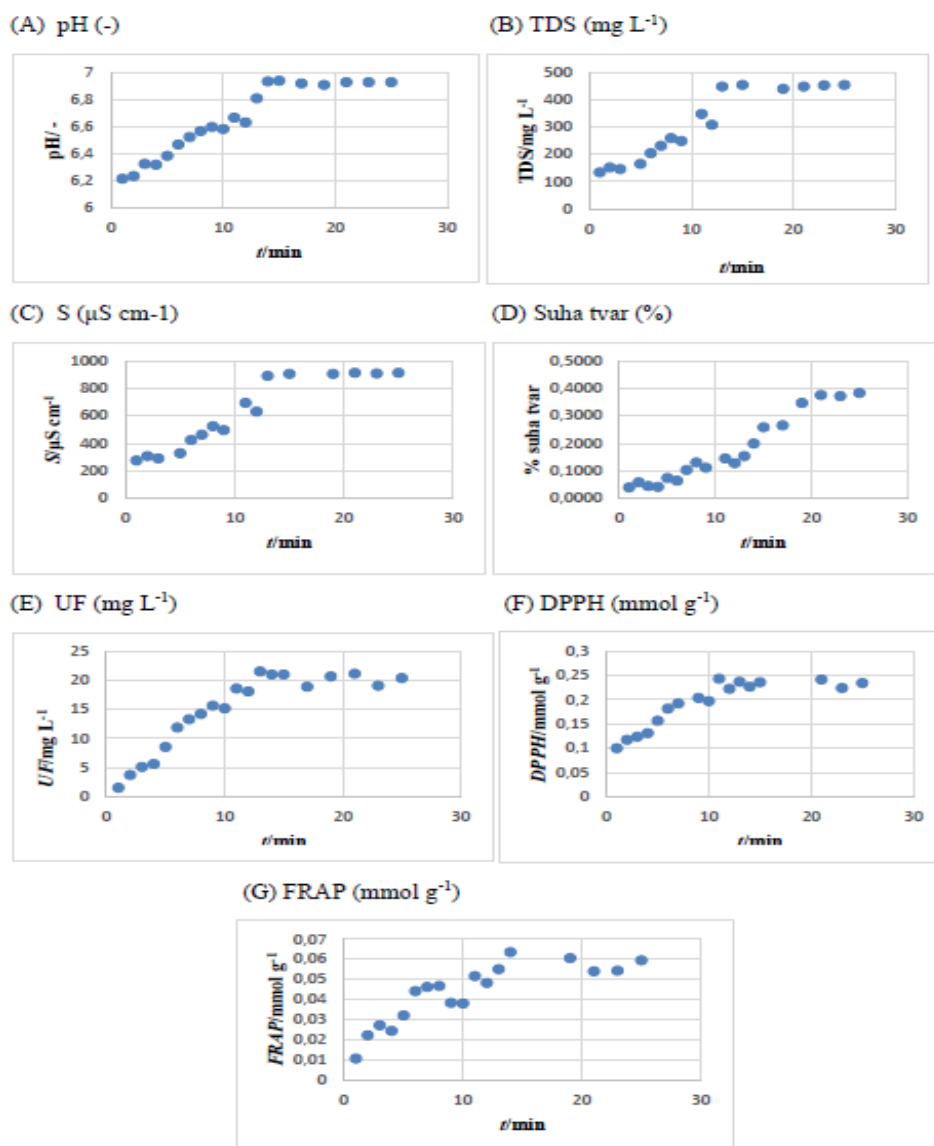 (A) pH (-)
7
6,8
6,6
6,4
6,2
6
pH/ -
0 10 20 30
t/min
(B) TDS (mg L⁻¹)
500
400
300
200
100
0
TDS/mg L⁻¹
0 10 20 30
t/min
(C) S (µS cm-1)
1000
800
600
400
200
0
S/µS cm⁻¹
0 10 20 30
t/min
(D) Suha tvar (%)
0,5000
0,4000
0,3000
0,2000
0,1000
0,0000
% suha tvar
0 10 20 30
t/min
(E) UF (mg L⁻¹)
25
20
15
10
5
0
UF/mg L⁻¹
0 10 20 30
t/min
(F) DPPH (mmol g⁻¹)
0,3
0,25
0,2
0,15
0,1
0,05
0
DPPH/mmol g⁻¹
0 10 20 30
t/min
(G) FRAP (mmol g⁻¹)
0,07
0,06
0,05
0,04
0,03
0,02
0,01
0
FRAP/mmol g⁻¹
0 10 20 30
t/min